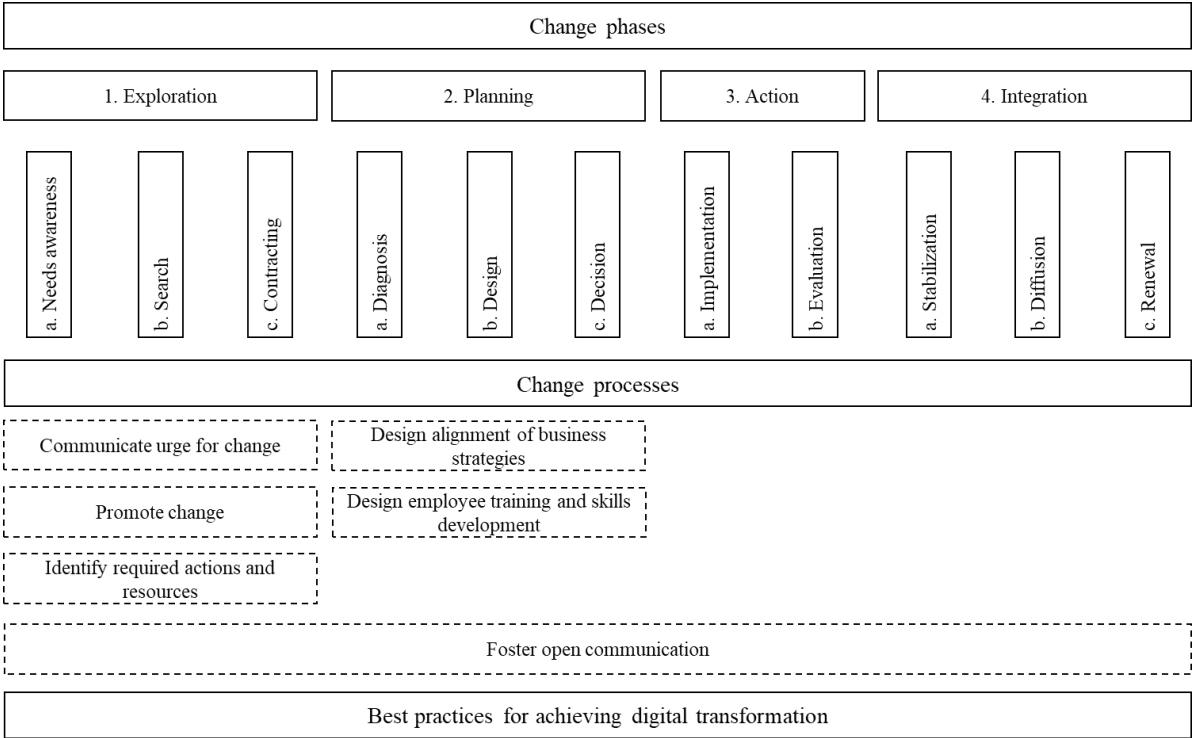 Change phases
1. Exploration
2. Planning
3. Action
4. Integration
a. Needs awareness
b. Search
c. Contracting
a. Diagnosis
b. Design
c. Decision
a. Implementation
b. Evaluation
a. Stabilization
b. Diffusion
c. Renewal
Change processes
Communicate urge for change
Design alignment of business
strategies
Promote change
Design employee training and skills
development
Identify required actions and
resources
Foster open communication
Best practices for achieving digital transformation